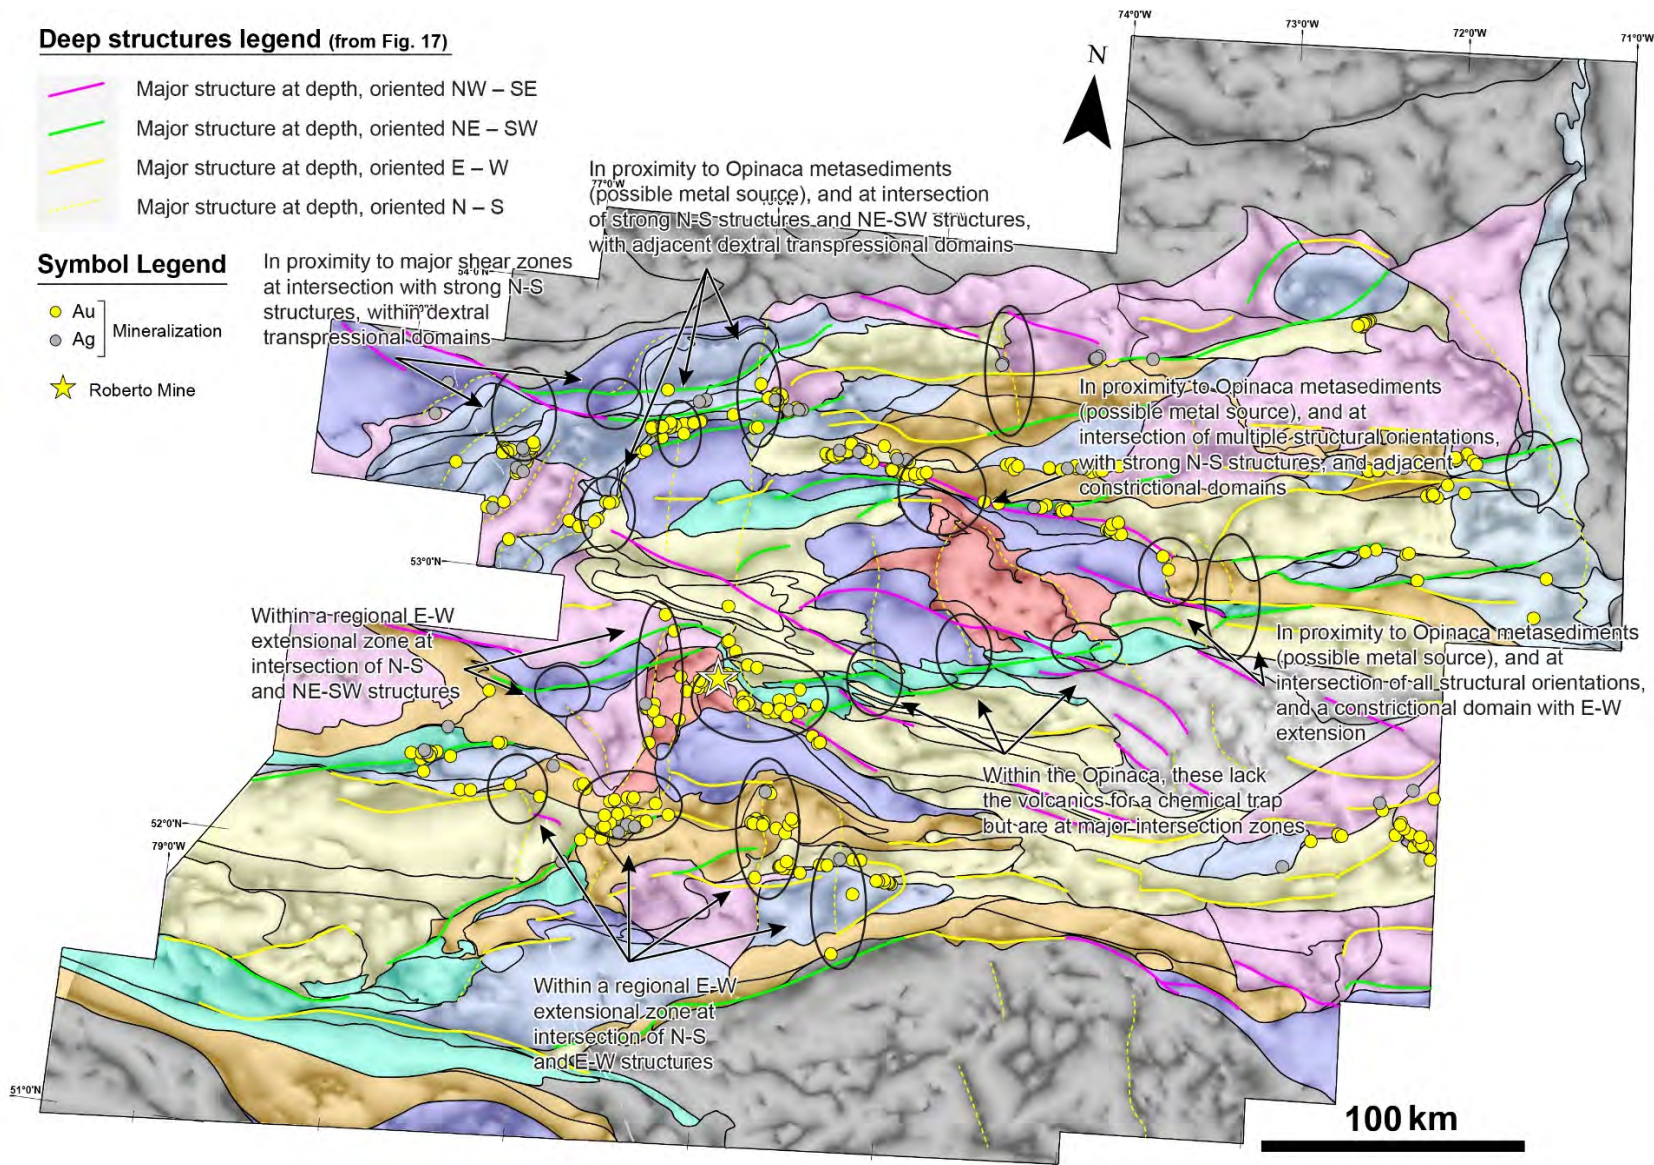 Deep structures legend (from Fig. 17)
Major structure at depth, oriented NW – SE
Major structure at depth, oriented NE – SW
Major structure at depth, oriented E – W
Major structure at depth, oriented N – S
Symbol Legend
Au
Ag
Mineralization
Roberto Mine
N
74°0'W
73°0'W
72°0'W
71°0'W
In proximity to Opinaca metasediments
77°0'W
(possible metal source), and at intersection
of strong N-S structures and NE-SW structures,
with adjacent dextral transpressional domains
In proximity to major shear zones
54°0'N
at intersection with strong N-S
structures, within dextral
transpressional domains
In proximity to Opinaca metasediments
(possible metal source), and at
intersection of multiple structural orientations,
with strong N-S structures, and adjacent
constrictional domains
53°0'N
Within a regional E-W
extensional zone at
intersection of N-S
and NE-SW structures
In proximity to Opinaca metasediments
(possible metal source), and at
intersection of all structural orientations,
and a constrictional domain with E-W
extension
Within the Opinaca, these lack
the volcanics for a chemical trap
but are at major intersection zones
52°0'N
79°0'W
Within a regional E-W
extensional zone at
intersection of N-S
and E-W structures
51°0'N
100 km